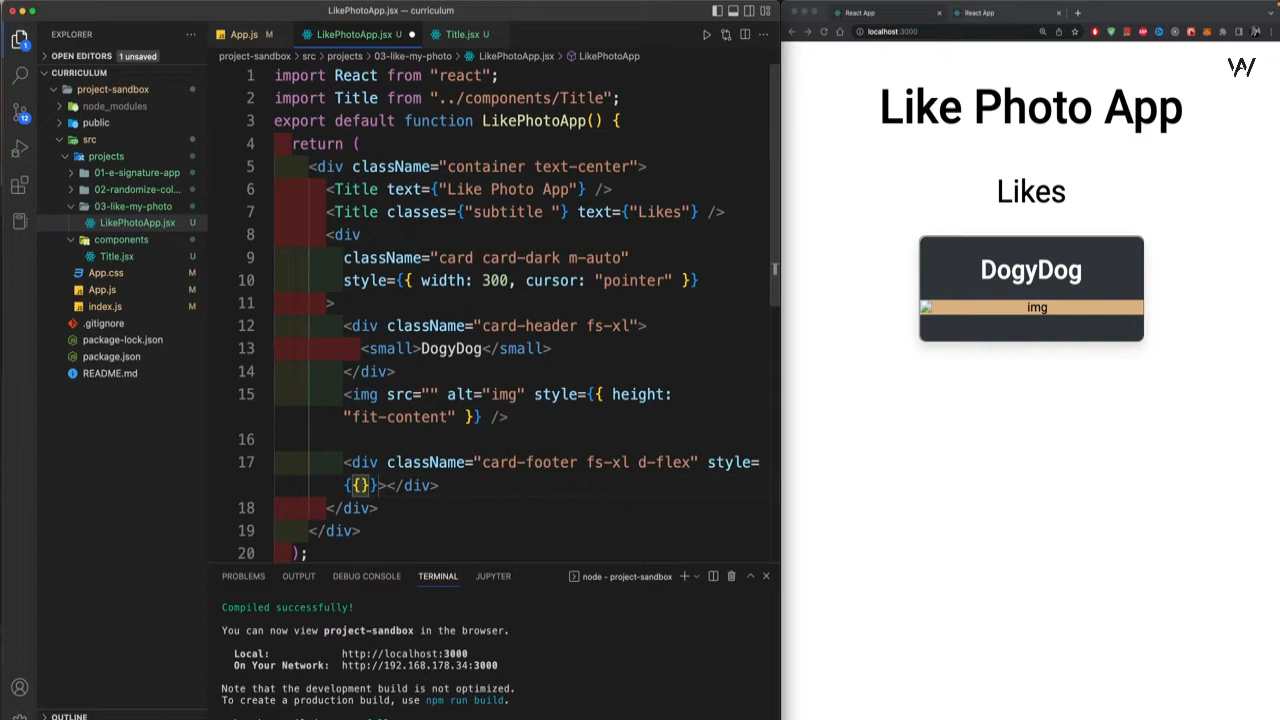 LikePhotoApp.jsx — curriculum
EXPLORER
OPEN EDITORS 1 unsaved
CURRICULUM
project-sandbox
node_modules
public
src
projects
01-e-signature-app
02-randomize-col...
03-like-my-photo
LikePhotoApp.jsx U
components
Title.jsx U
App.css M
App.js M
index.js M
.gitignore
package-lock.json
package.json
README.md
OUTLINE
1
12
App.js M
LikePhotoApp.jsx U
Title.jsx U
project-sandbox > src > projects > 03-like-my-photo > LikePhotoApp.jsx > LikePhotoApp
1 import React from "react";
2 import Title from "../components/Title";
3 export default function LikePhotoApp() {
4 return (
5 <div className="container text-center">
6 <Title text={"Like Photo App"} />
7 <Title classes={"subtitle "} text={"Likes"} />
8 <div
9 className="card card-dark m-auto"
10 style={{ width: 300, cursor: "pointer" }}
11 >
12 <div className="card-header fs-xl">
13 <small>DogyDog</small>
14 </div>
15 <img src="" alt="img" style={{ height:
"fit-content" }} />
16
17 <div className="card-footer fs-xl d-flex" style=
{{}}></div>
18 </div>
19 </div>
20 );
PROBLEMS OUTPUT DEBUG CONSOLE TERMINAL JUPYTER
node - project-sandbox
Compiled successfully!
You can now view project-sandbox in the browser.
Local: http://localhost:3000
On Your Network: http://192.168.178.34:3000
Note that the development build is not optimized.
To create a production build, use npm run build.
React App
React App
localhost:3000
Like Photo App
Likes
DogyDog
img